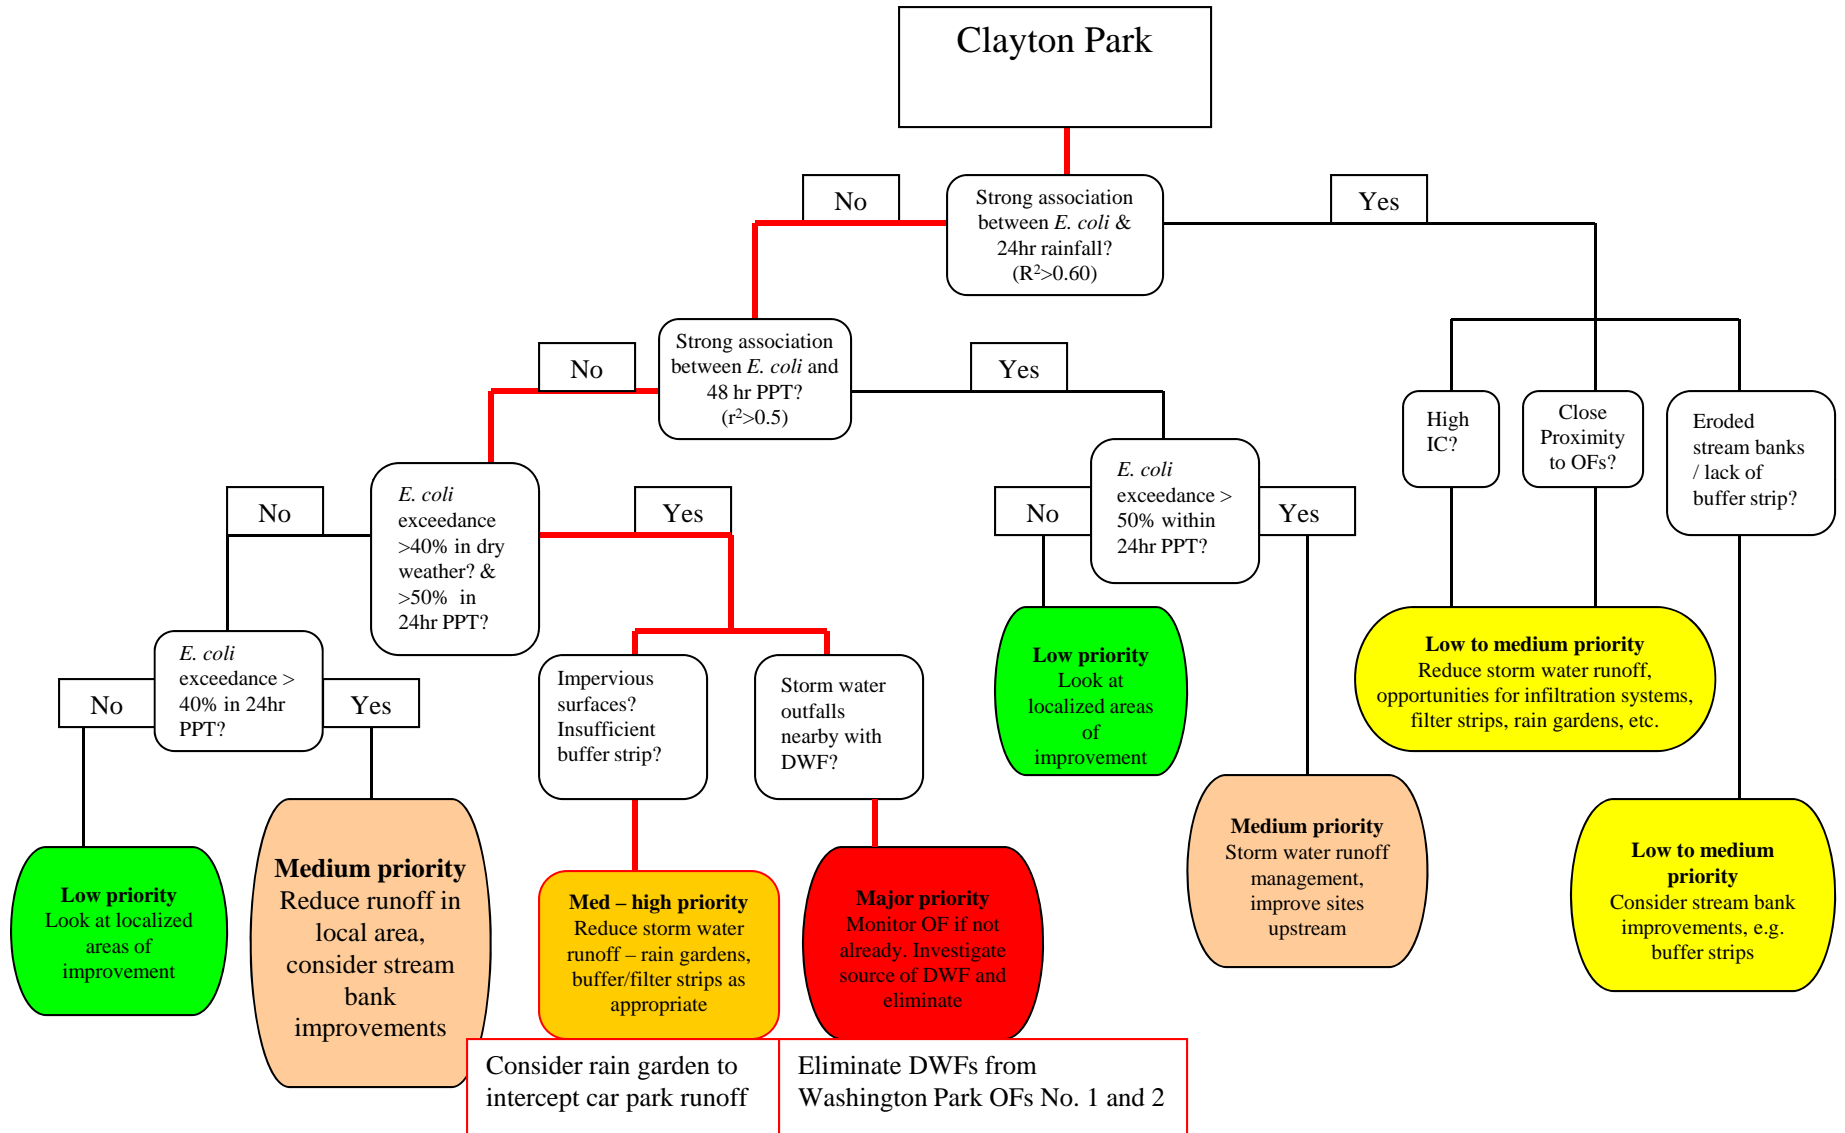 Clayton Park
No
Strong association
between E. coli &
24hr rainfall?
(R²>0.60)
Yes
No
Strong association
between E. coli and
48 hr PPT?
(r²>0.5)
Yes
High
IC?
Close
Proximity
to OFs?
Eroded
stream banks
/ lack of
buffer strip?
No
E. coli
exceedance
>40% in dry
weather? &
>50% in
24hr PPT?
Yes
No
E. coli
exceedance >
50% within
24hr PPT?
Yes
No
E. coli
exceedance >
40% in 24hr
PPT?
Yes
Impervious
surfaces?
Insufficient
buffer strip?
Storm water
outfalls
nearby with
DWF?
Low priority
Look at
localized areas
of
improvement
Low to medium priority
Reduce storm water runoff,
opportunities for infiltration systems,
filter strips, rain gardens, etc.
Low priority
Look at localized
areas of
improvement
Medium priority
Reduce runoff in
local area,
consider stream
bank
improvements
Med – high priority
Reduce storm water
runoff – rain gardens,
buffer/filter strips as
appropriate
Major priority
Monitor OF if not
already. Investigate
source of DWF and
eliminate
Medium priority
Storm water runoff
management,
improve sites
upstream
Low to medium
priority
Consider stream bank
improvements, e.g.
buffer strips
Consider rain garden to
intercept car park runoff
Eliminate DWFs from
Washington Park OFs No. 1 and 2